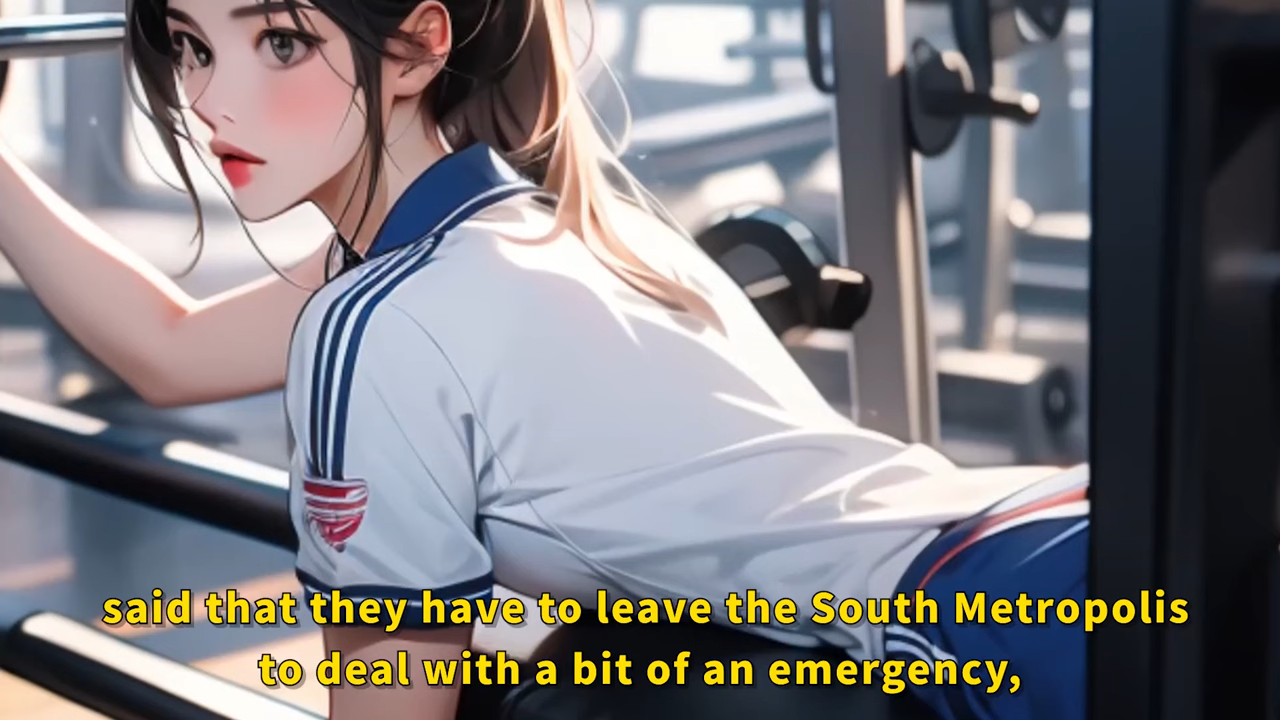 said that they have to leave the South Metropolis
to deal with a bit of an emergency,